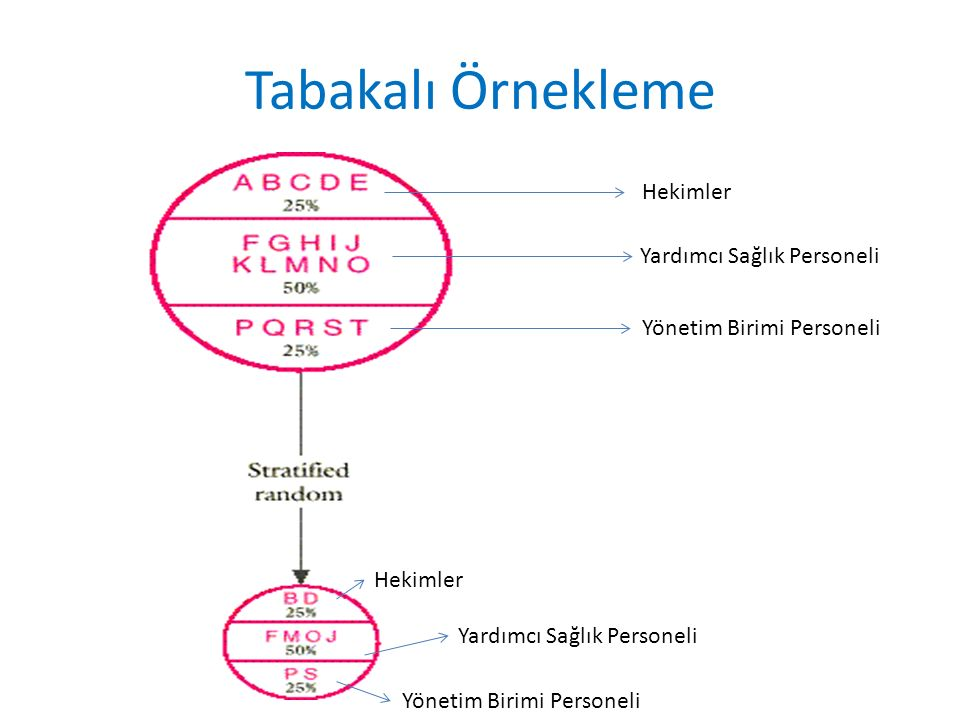 Tabakalı Örnekleme
A B C D E
25%
Hekimler
F G H I J
K L M N O
50%
Yardımcı Sağlık Personeli
P Q R S T
25%
Yönetim Birimi Personeli
Stratified
random
B D
25%
Hekimler
F M O J
50%
Yardımcı Sağlık Personeli
P S
25%
Yönetim Birimi Personeli